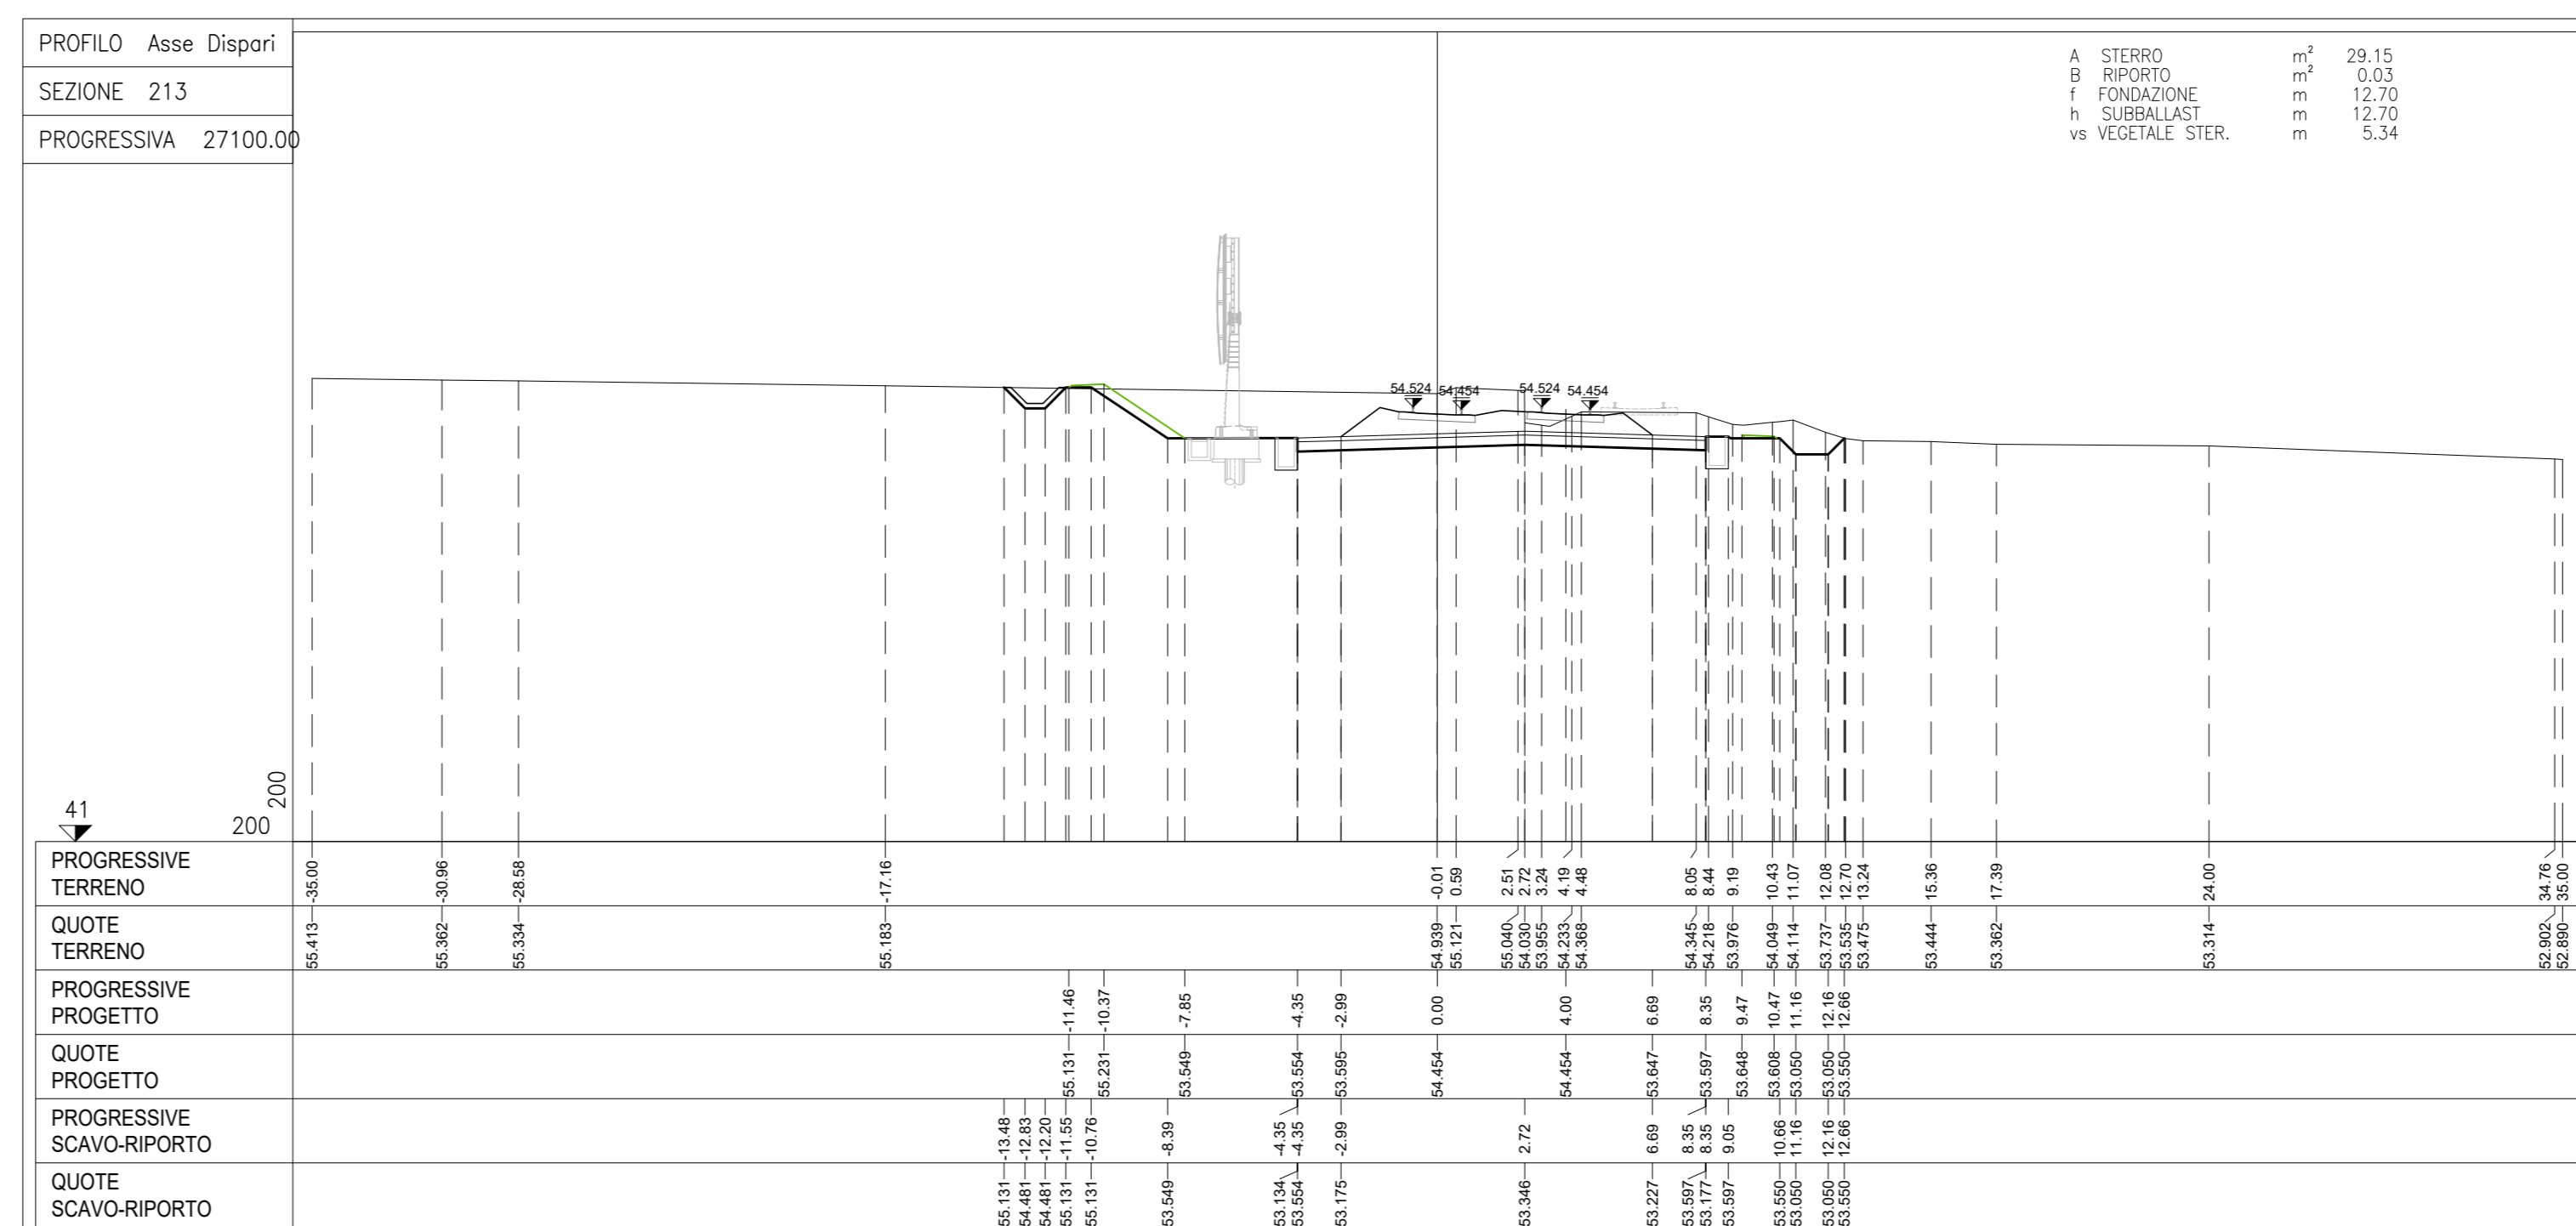 PROFILO Asse Dispari
SEZIONE 213
PROGRESSIVA 27100.00
A STERRO m² 29.15
B RIPORTO m² 0.03
f FONDAZIONE m 12.70
h SUBBALLAST m 12.70
vs VEGETALE STER. m 5.34
54.524 54.454 54.524 54.454
200
41
200
PROGRESSIVE
TERRENO
-35.00 -30.96 -28.58 -17.16 -0.01 0.59 2.51 2.72 3.24 4.19 4.48 8.05 8.44 9.19 10.43 11.07 12.08 12.70 13.24 15.36 17.39 24.00 34.76 35.00
QUOTE
TERRENO
55.413 55.362 55.334 55.183 54.939 55.121 55.040 54.030 53.955 54.233 54.368 54.345 54.218 53.976 54.049 54.114 53.737 53.535 53.475 53.444 53.362 53.314 52.902 52.890
PROGRESSIVE
PROGETTO
-11.46 -10.37 -7.85 -4.35 -2.99 0.00 4.00 6.69 8.35 9.47 10.47 11.16 12.16 12.66
QUOTE
PROGETTO
55.131 55.231 53.549 53.554 53.595 54.454 54.454 53.647 53.597 53.648 53.608 53.050 53.050 53.550
PROGRESSIVE
SCAVO-RIPORTO
-13.48 -12.83 -12.20 -11.55 -10.76 -8.39 -4.35 -4.35 -2.99 2.72 6.69 8.35 8.35 9.05 10.66 11.16 12.16 12.66
QUOTE
SCAVO-RIPORTO
55.131 54.481 54.481 55.131 55.131 53.549 53.134 53.554 53.175 53.346 53.227 53.597 53.177 53.597 53.550 53.050 53.050 53.550